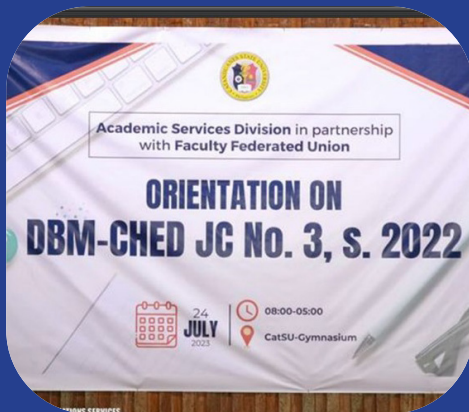 Academic Services Division in partnership
with Faculty Federated Union
ORIENTATION ON
DBM-CHED JC No. 3, s. 2022
24
JULY
2023
08:00-05:00
CatSU-Gymnasium
SERVICES